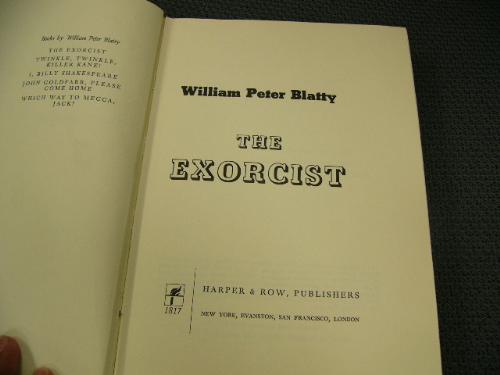 Books by William Peter Blatty
THE EXORCIST
TWINKLE, TWINKLE,
KILLER KANE!
I, BILLY SHAKESPEARE
JOHN GOLDFARB, PLEASE
COME HOME
WHICH WAY TO MECCA,
JACK?
William Peter Blatty
THE
EXORCIST
1817
HARPER & ROW, PUBLISHERS
NEW YORK, EVANSTON, SAN FRANCISCO, LONDON